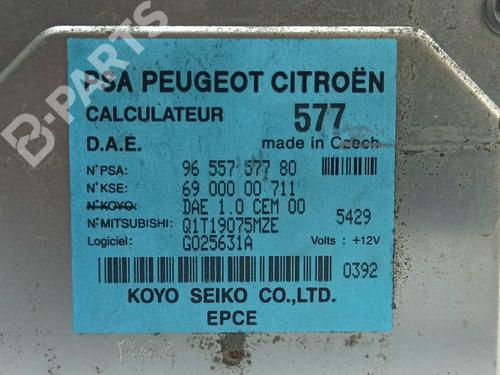 B-PARTS
PSA PEUGEOT CITROËN
CALCULATEUR 577
D.A.E. made in Czech
N°PSA: 96 557 577 80
N°KSE: 69 000 00 711
N°KOYO: DAE 1.0 CEM 00
N°MITSUBISHI: Q1T19075MZE 5429
Logiciel: G025631A Volts : +12V
0392
KOYO SEIKO CO.,LTD.
EPCE